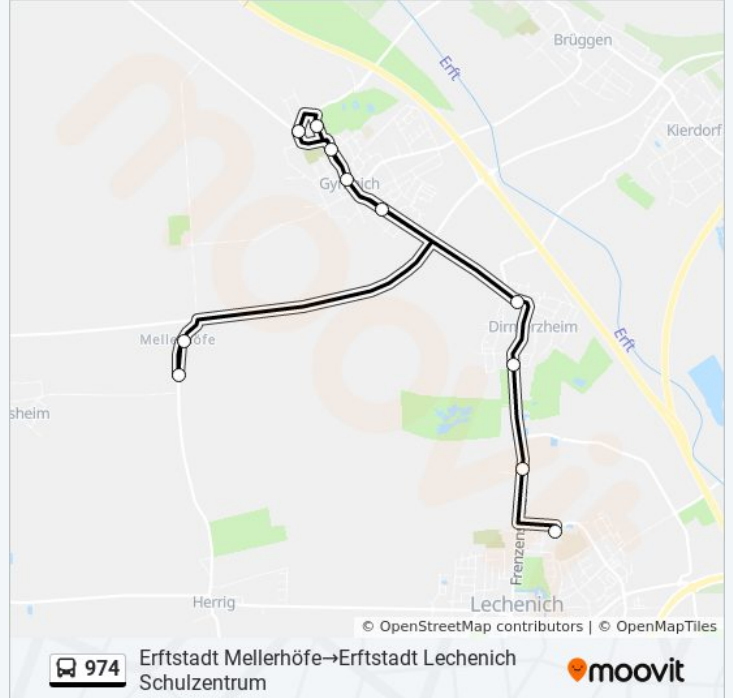 Brüggen
Erft
Kierdorf
Gymnich
Dirmerzheim
Erft
Mellerhöfe
sheim
Frenzens
Herrig
Lechenich
© OpenStreetMap contributors | © OpenMapTiles
974
Erftstadt Mellerhöfe→Erftstadt Lechenich
Schulzentrum
moovit